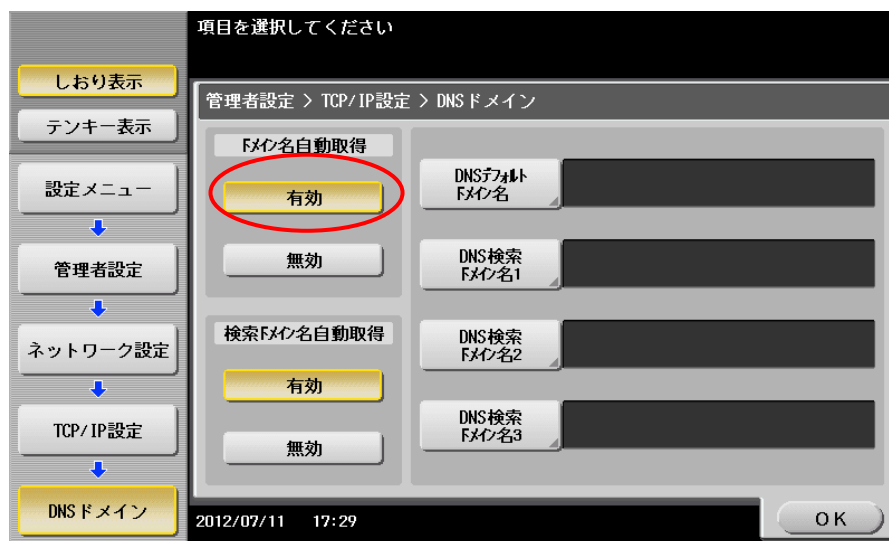 項目を選択してください
しおり表示
テンキー表示
設定メニュー
管理者設定
ネットワーク設定
TCP/IP設定
DNSドメイン
管理者設定 > TCP/IP設定 > DNSドメイン
ドメイン名自動取得
有効
無効
検索ドメイン名自動取得
有効
無効
DNSデフォルト
ドメイン名
DNS検索
ドメイン名1
DNS検索
ドメイン名2
DNS検索
ドメイン名3
2012/07/11 17:29
OK